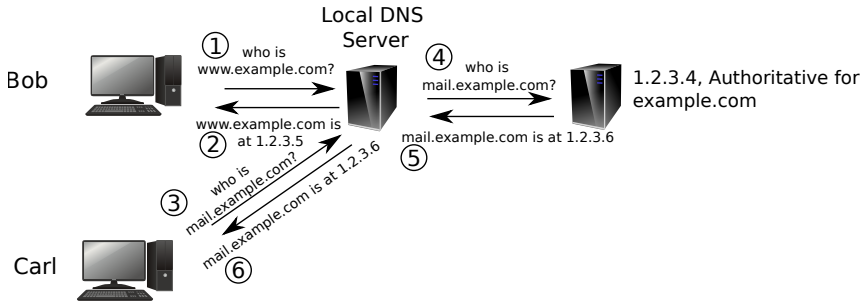 Local DNS
Server
①
who is
www.example.com?
④
who is
mail.example.com?
Bob
1.2.3.4, Authoritative for
example.com
www.example.com is
at 1.2.3.5
②
mail.example.com is at 1.2.3.6
⑤
③
who is
mail.example.com?
mail.example.com is at 1.2.3.6
⑥
Carl